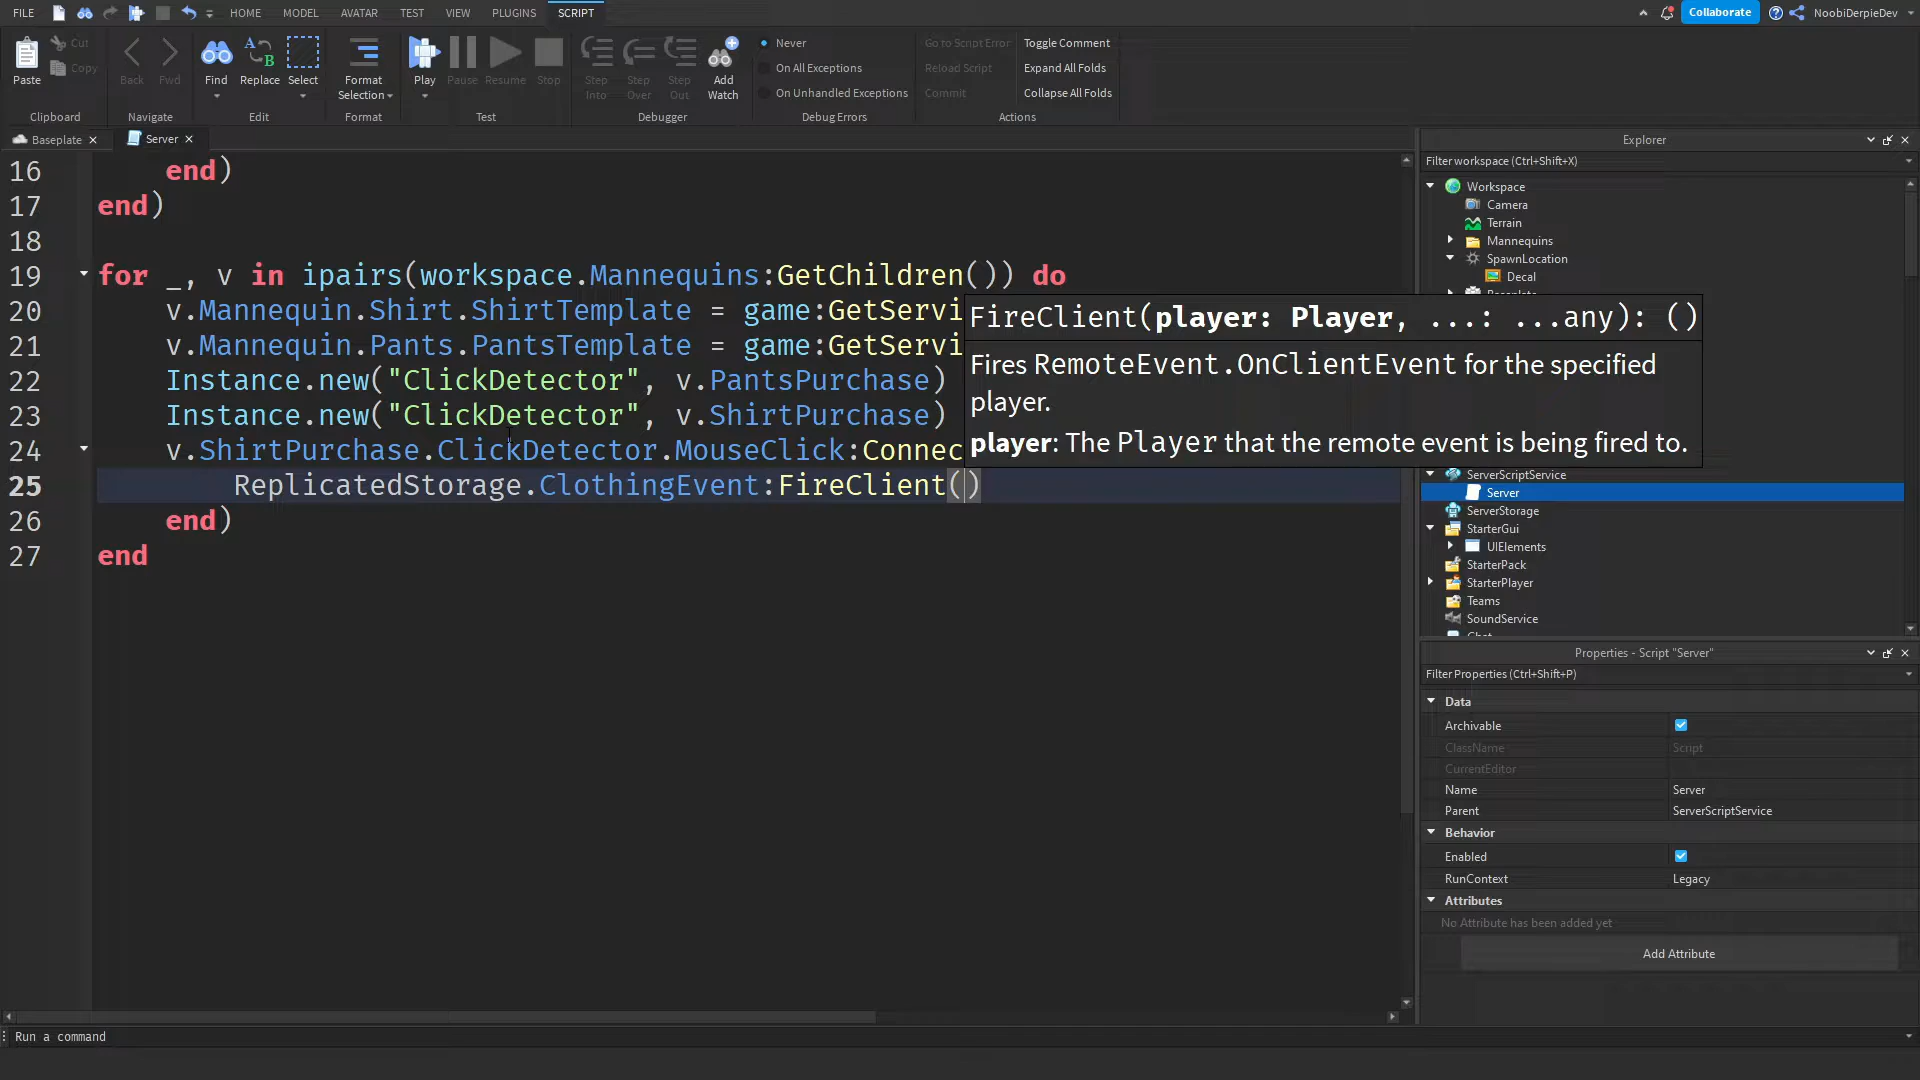 FILE HOME MODEL AVATAR TEST VIEW PLUGINS SCRIPT Collaborate NoobiDerpieDev
Paste Cut Copy
Back Fwd
Find Replace Select
Format Selection
Play Pause Resume Stop
Step Into Step Over Step Out Add Watch
Never
On All Exceptions
On Unhandled Exceptions
Go to Script Error
Reload Script
Commit
Toggle Comment
Expand All Folds
Collapse All Folds
Clipboard Navigate Edit Format Test Debugger Debug Errors Actions
Baseplate Server
16 end)
17 end)
18
19 for _, v in ipairs(workspace.Mannequins:GetChildren()) do
20 v.Mannequin.Shirt.ShirtTemplate = game:GetServi
21 v.Mannequin.Pants.PantsTemplate = game:GetServi
22 Instance.new("ClickDetector", v.PantsPurchase)
23 Instance.new("ClickDetector", v.ShirtPurchase)
24 v.ShirtPurchase.ClickDetector.MouseClick:Connec
25 ReplicatedStorage.ClothingEvent:FireClient()
26 end)
27 end
FireClient(player: Player, ...: ...any): ()
Fires RemoteEvent.OnClientEvent for the specified
player.
player: The Player that the remote event is being fired to.
Explorer
Filter workspace (Ctrl+Shift+X)
Workspace
Camera
Terrain
Mannequins
SpawnLocation
Decal
ServerScriptService
Server
ServerStorage
StarterGui
UIElements
StarterPack
StarterPlayer
Teams
SoundService
Properties - Script "Server"
Filter Properties (Ctrl+Shift+P)
Data
Archivable
ClassName Script
CurrentEditor
Name Server
Parent ServerScriptService
Behavior
Enabled
RunContext Legacy
Attributes
No Attribute has been added yet
Add Attribute
Run a command